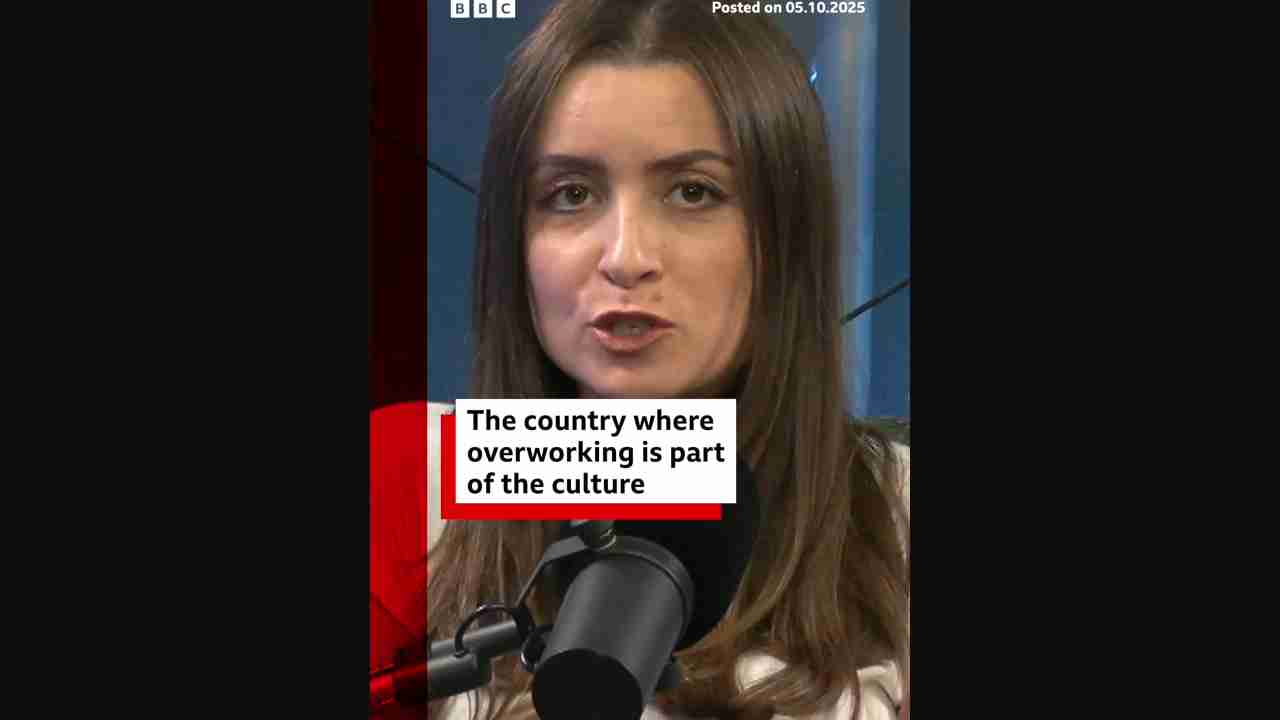 BBC
Posted on 05.10.2025
The country where
overworking is part
of the culture